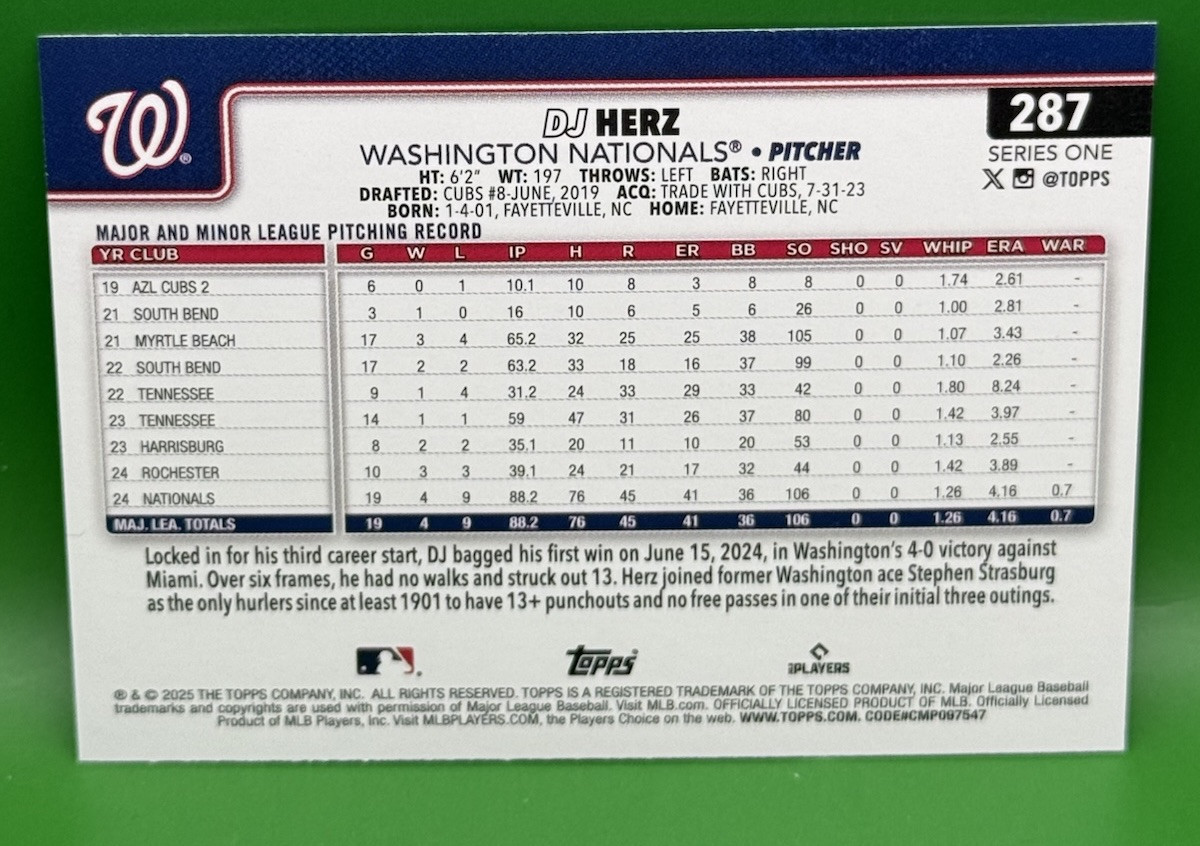 W®
DJ HERZ
287
WASHINGTON NATIONALS® • PITCHER
SERIES ONE
HT: 6'2" WT: 197 THROWS: LEFT BATS: RIGHT
@TOPPS
DRAFTED: CUBS #8-JUNE, 2019 ACQ: TRADE WITH CUBS, 7-31-23
BORN: 1-4-01, FAYETTEVILLE, NC HOME: FAYETTEVILLE, NC
MAJOR AND MINOR LEAGUE PITCHING RECORD
YR CLUB G W L IP H R ER BB SO SHO SV WHIP ERA WAR
19 AZL CUBS 2 6 0 1 10.1 10 8 3 8 8 0 0 1.74 2.61 -
21 SOUTH BEND 3 1 0 16 10 6 5 6 26 0 0 1.00 2.81 -
21 MYRTLE BEACH 17 3 4 65.2 32 25 25 38 105 0 0 1.07 3.43 -
22 SOUTH BEND 17 2 2 63.2 33 18 16 37 99 0 0 1.10 2.26 -
22 TENNESSEE 9 1 4 31.2 24 33 29 33 42 0 0 1.80 8.24 -
23 TENNESSEE 14 1 1 59 47 31 26 37 80 0 0 1.42 3.97 -
23 HARRISBURG 8 2 2 35.1 20 11 10 20 53 0 0 1.13 2.55 -
24 ROCHESTER 10 3 3 39.1 24 21 17 32 44 0 0 1.42 3.89 -
24 NATIONALS 19 4 9 88.2 76 45 41 36 106 0 0 1.26 4.16 0.7
MAJ. LEA. TOTALS 19 4 9 88.2 76 45 41 36 106 0 0 1.26 4.16 0.7
Locked in for his third career start, DJ bagged his first win on June 15, 2024, in Washington's 4-0 victory against
Miami. Over six frames, he had no walks and struck out 13. Herz joined former Washington ace Stephen Strasburg
as the only hurlers since at least 1901 to have 13+ punchouts and no free passes in one of their initial three outings.
Topps
PLAYERS
® & © 2025 THE TOPPS COMPANY, INC. ALL RIGHTS RESERVED. TOPPS IS A REGISTERED TRADEMARK OF THE TOPPS COMPANY, INC. Major League Baseball
trademarks and copyrights are used with permission of Major League Baseball. Visit MLB.com. OFFICIALLY LICENSED PRODUCT OF MLB. Officially Licensed
Product of MLB Players, Inc. Visit MLBPLAYERS.COM, the Players Choice on the web. WWW.TOPPS.COM. CODE#CMP097547